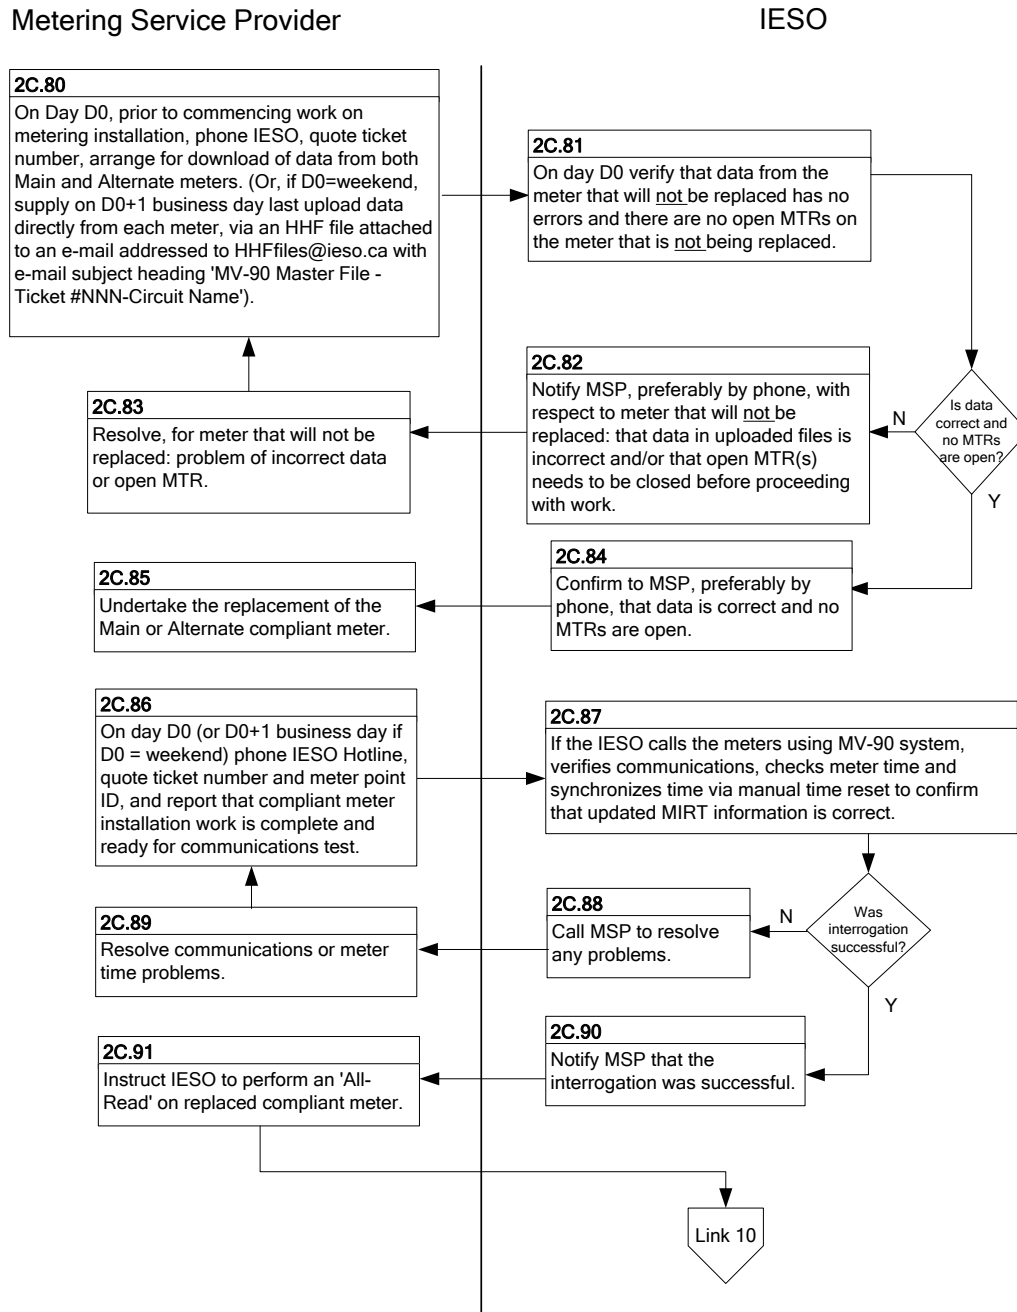 Metering Service Provider
IESO
2C.80
On Day D0, prior to commencing work on
metering installation, phone IESO, quote ticket
number, arrange for download of data from both
Main and Alternate meters. (Or, if D0=weekend,
supply on D0+1 business day last upload data
directly from each meter, via an HHF file attached
to an e-mail addressed to HHFfiles@ieso.ca with
e-mail subject heading 'MV-90 Master File -
Ticket #NNN-Circuit Name').
2C.81
On day D0 verify that data from the
meter that will not be replaced has no
errors and there are no open MTRs on
the meter that is not being replaced.
Is data
correct and
no MTRs
are open?
N
Y
2C.82
Notify MSP, preferably by phone, with
respect to meter that will not be
replaced: that data in uploaded files is
incorrect and/or that open MTR(s)
needs to be closed before proceeding
with work.
2C.83
Resolve, for meter that will not be
replaced: problem of incorrect data
or open MTR.
2C.84
Confirm to MSP, preferably by
phone, that data is correct and no
MTRs are open.
2C.85
Undertake the replacement of the
Main or Alternate compliant meter.
2C.86
On day D0 (or D0+1 business day if
D0 = weekend) phone IESO Hotline,
quote ticket number and meter point
ID, and report that compliant meter
installation work is complete and
ready for communications test.
2C.87
If the IESO calls the meters using MV-90 system,
verifies communications, checks meter time and
synchronizes time via manual time reset to confirm
that updated MIRT information is correct.
Was
interrogation
successful?
N
Y
2C.88
Call MSP to resolve
any problems.
2C.89
Resolve communications or meter
time problems.
2C.90
Notify MSP that the
interrogation was successful.
2C.91
Instruct IESO to perform an 'All-
Read' on replaced compliant meter.
Link 10